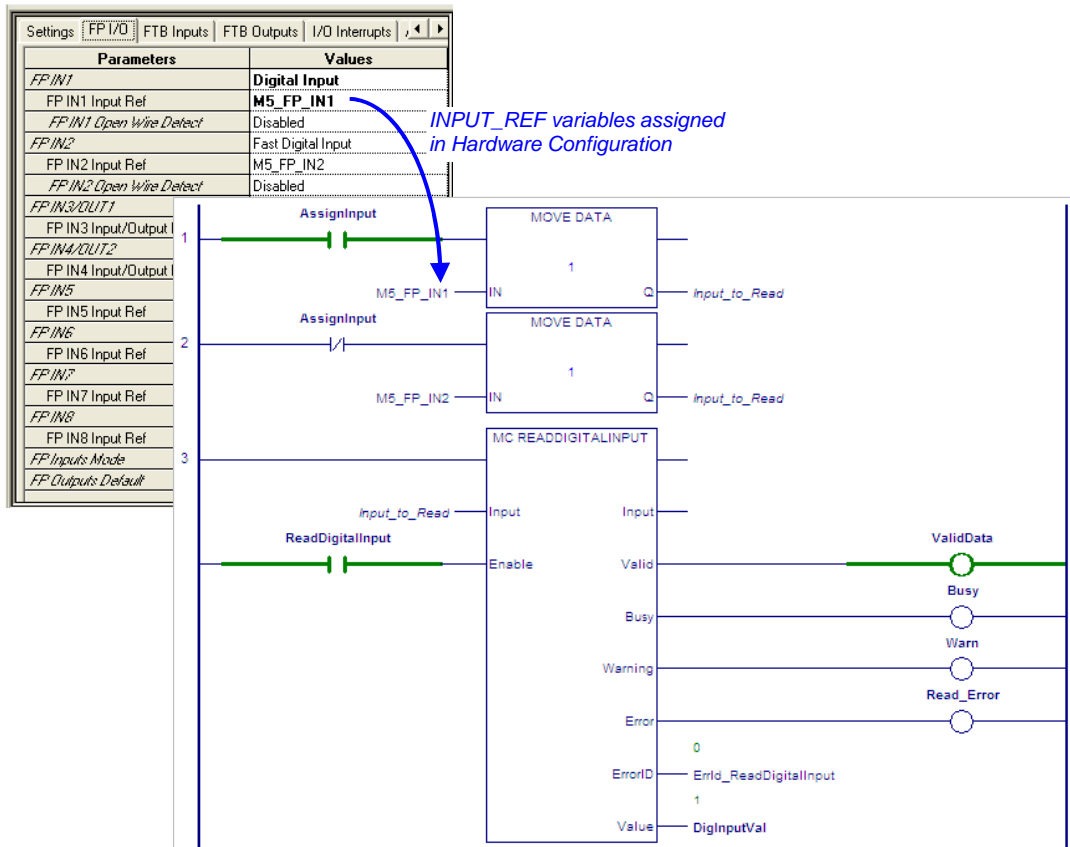 Settings FP I/O FTB Inputs FTB Outputs I/O Interrupts
Parameters Values
FP IN1 Digital Input
FP IN1 Input Ref M5_FP_IN1
FP IN1 Open Wire Detect Disabled
FP IN2 Fast Digital Input
FP IN2 Input Ref M5_FP_IN2
FP IN2 Open Wire Detect Disabled
FP IN3/OUT1
FP IN3 Input/Output
FP IN4/OUT2
FP IN4 Input/Output
FP IN5
FP IN5 Input Ref
FP IN6
FP IN6 Input Ref
FP IN7
FP IN7 Input Ref
FP IN8
FP IN8 Input Ref
FP Inputs Mode
FP Outputs Default
INPUT_REF variables assigned
in Hardware Configuration
AssignInput MOVE DATA
1
1
M5_FP_IN1 IN Q Input_to_Read
AssignInput MOVE DATA
2
1
M5_FP_IN2 IN Q Input_to_Read
MC READDIGITALINPUT
3
Input_to_Read Input Input
ReadDigitalInput ValidData
Enable Valid
Busy
Busy
Warn
Warning
Read_Error
Error
0
ErrorID ErrId_ReadDigitalInput
1
Value DigInputVal